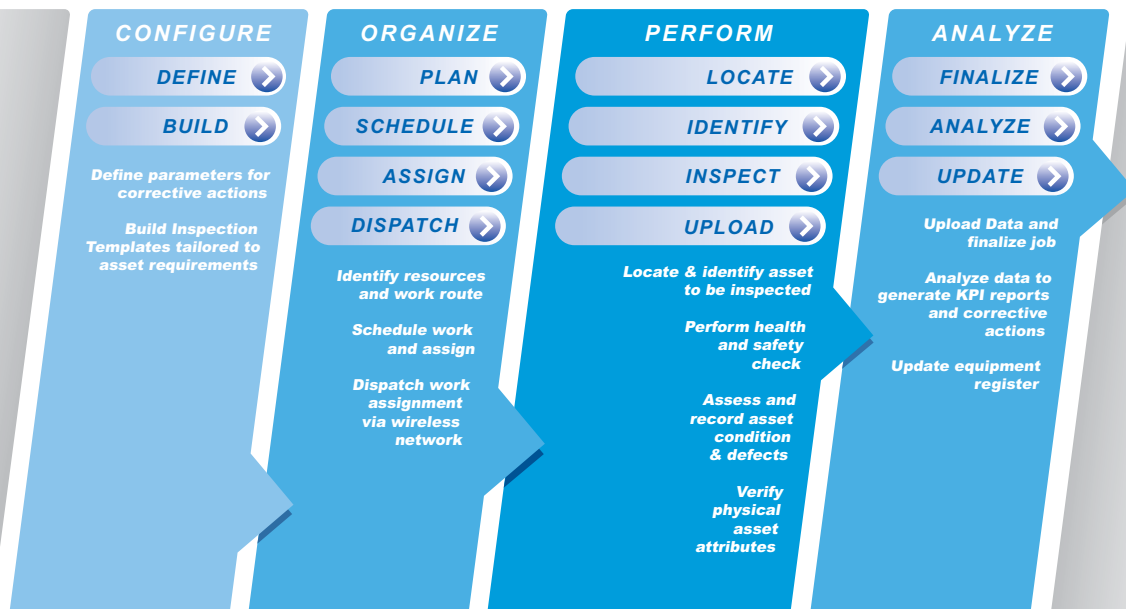 CONFIGURE
DEFINE
BUILD
Define parameters for
corrective actions
Build Inspection
Templates tailored to
asset requirements
ORGANIZE
PLAN
SCHEDULE
ASSIGN
DISPATCH
Identify resources
and work route
Schedule work
and assign
Dispatch work
assignment
via wireless
network
PERFORM
LOCATE
IDENTIFY
INSPECT
UPLOAD
Locate & identify asset
to be inspected
Perform health
and safety
check
Assess and
record asset
condition
& defects
Verify
physical
asset
attributes
ANALYZE
FINALIZE
ANALYZE
UPDATE
Upload Data and
finalize job
Analyze data to
generate KPI reports
and corrective
actions
Update equipment
register